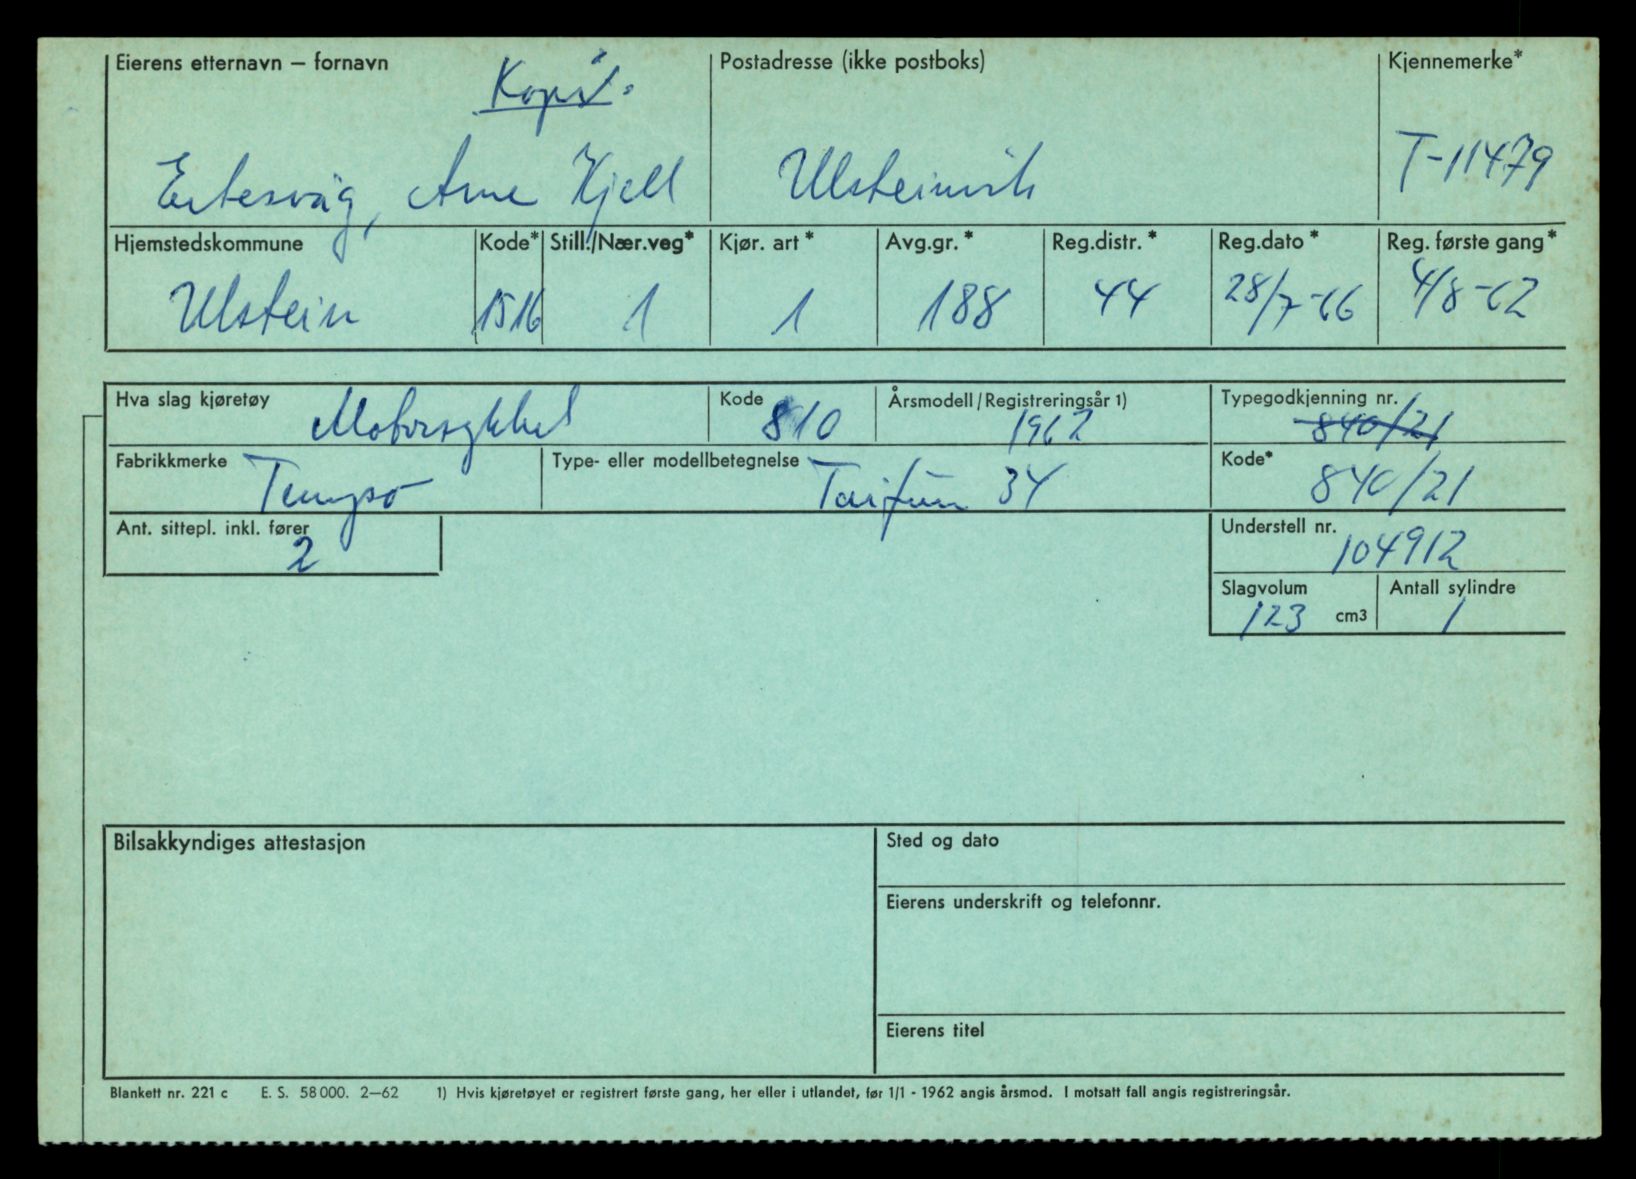 Eierens etternavn – fornavn
Kopi.
Postadresse (ikke postboks)
Kjennemerke*
Ertesvåg, Arne Kjell
Ulsteinvik
T-11479
Hjemstedskommune
Kode*
Still./Nær.veg*
Kjør. art *
Avg.gr. *
Reg.distr. *
Reg.dato *
Reg. første gang*
Ulstein
1516
1
1
188
44
28/7-66
4/8-62
Hva slag kjøretøy
Motorsykkel
Kode
810
Årsmodell/Registreringsår 1)
1962
Typegodkjenning nr.
840/21
Fabrikkmerke
Tempo
Type- eller modellbetegnelse
Taifun 34
Kode*
840/21
Ant. sittepl. inkl. fører
2
Understell nr.
104912
Slagvolum
123 cm3
Antall sylindre
1
Bilsakkyndiges attestasjon
Sted og dato
Eierens underskrift og telefonnr.
Eierens titel
Blankett nr. 221 c E. S. 58000. 2–62 1) Hvis kjøretøyet er registrert første gang, her eller i utlandet, før 1/1 - 1962 angis årsmod. I motsatt fall angis registreringsår.